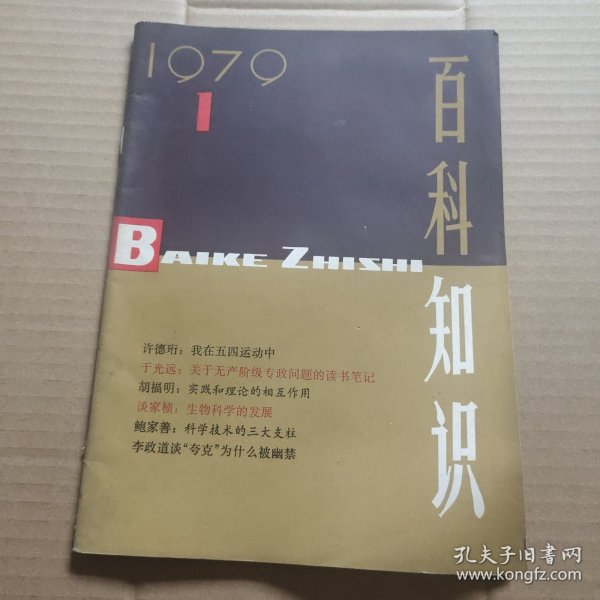 1979
1
百科知识
BAIKE ZHISHI
许德珩：我在五四运动中
于光远：关于无产阶级专政问题的读书笔记
胡福明：实践和理论的相互作用
谈家桢：生物科学的发展
鲍家善：科学技术的三大支柱
李政道谈“夸克”为什么被幽禁
孔夫子旧书网
www.kongfz.com